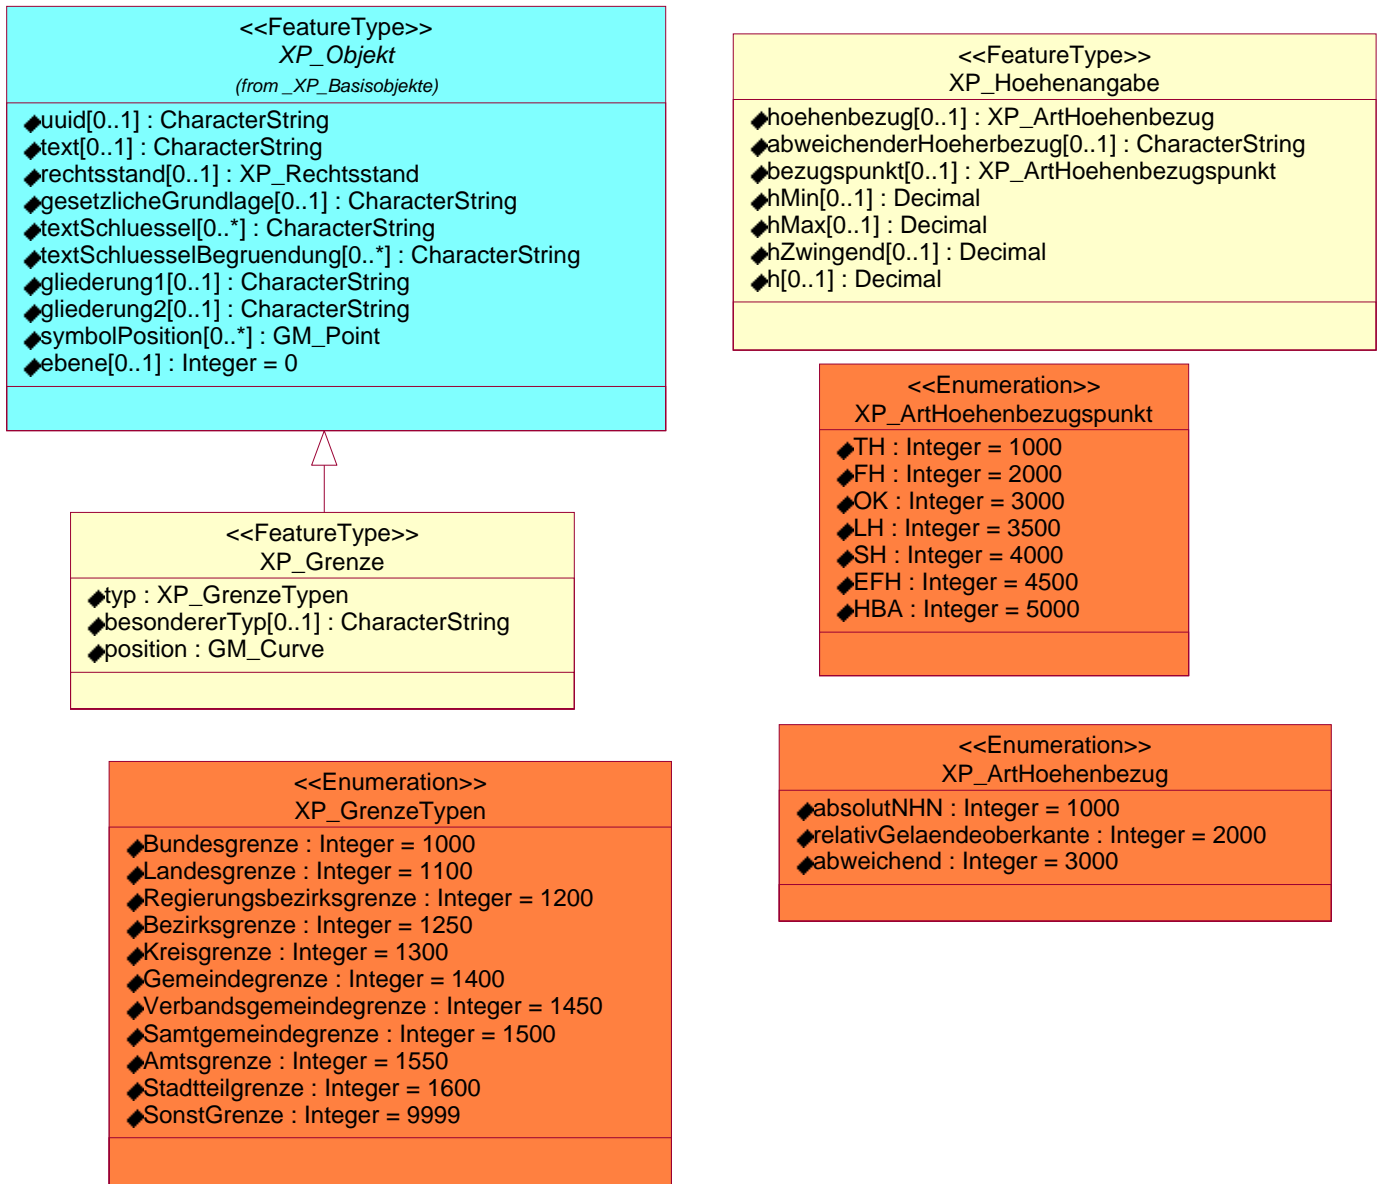 <<FeatureType>>
XP_Objekt
(from _XP_Basisobjekte)
uuid[0..1] : CharacterString
text[0..1] : CharacterString
rechtsstand[0..1] : XP_Rechtsstand
gesetzlicheGrundlage[0..1] : CharacterString
textSchluessel[0..*] : CharacterString
textSchluesselBegruendung[0..*] : CharacterString
gliederung1[0..1] : CharacterString
gliederung2[0..1] : CharacterString
symbolPosition[0..*] : GM_Point
ebene[0..1] : Integer = 0
<<FeatureType>>
XP_Grenze
typ : XP_GrenzeTypen
besondererTyp[0..1] : CharacterString
position : GM_Curve
<<Enumeration>>
XP_GrenzeTypen
Bundesgrenze : Integer = 1000
Landesgrenze : Integer = 1100
Regierungsbezirksgrenze : Integer = 1200
Bezirksgrenze : Integer = 1250
Kreisgrenze : Integer = 1300
Gemeindegrenze : Integer = 1400
Verbandsgemeindegrenze : Integer = 1450
Samtgemeindegrenze : Integer = 1500
Amtsgrenze : Integer = 1550
Stadtteilgrenze : Integer = 1600
SonstGrenze : Integer = 9999
<<FeatureType>>
XP_Hoehenangabe
hoehenbezug[0..1] : XP_ArtHoehenbezug
abweichenderHoeherbezug[0..1] : CharacterString
bezugspunkt[0..1] : XP_ArtHoehenbezugspunkt
hMin[0..1] : Decimal
hMax[0..1] : Decimal
hZwingend[0..1] : Decimal
h[0..1] : Decimal
<<Enumeration>>
XP_ArtHoehenbezugspunkt
TH : Integer = 1000
FH : Integer = 2000
OK : Integer = 3000
LH : Integer = 3500
SH : Integer = 4000
EFH : Integer = 4500
HBA : Integer = 5000
<<Enumeration>>
XP_ArtHoehenbezug
absolutNHN : Integer = 1000
relativGelaendeoberkante : Integer = 2000
abweichend : Integer = 3000